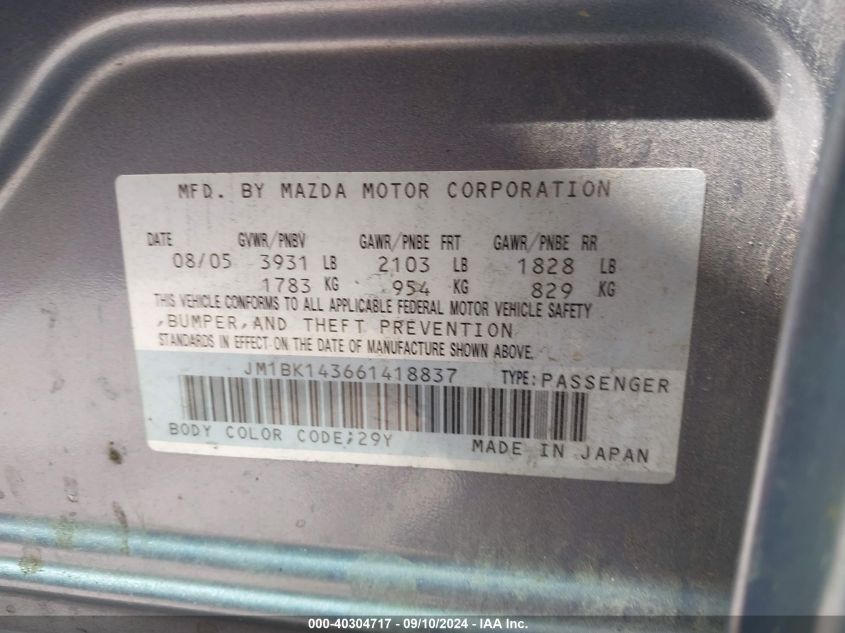 MFD. BY MAZDA MOTOR CORPORATION
DATE GVWR/PNBV GAWR/PNBE FRT GAWR/PNBE RR
08/05 3931 LB 2103 LB 1828 LB
1783 KG 954 KG 829 KG
THIS VEHICLE CONFORMS TO ALL APPLICABLE FEDERAL MOTOR VEHICLE SAFETY
,BUMPER,AND THEFT PREVENTION
STANDARDS IN EFFECT ON THE DATE OF MANUFACTURE SHOWN ABOVE.
JM1BK143661418837 TYPE:PASSENGER
BODY COLOR CODE;29Y MADE IN JAPAN
000-40304717 - 09/10/2024 - IAA Inc.